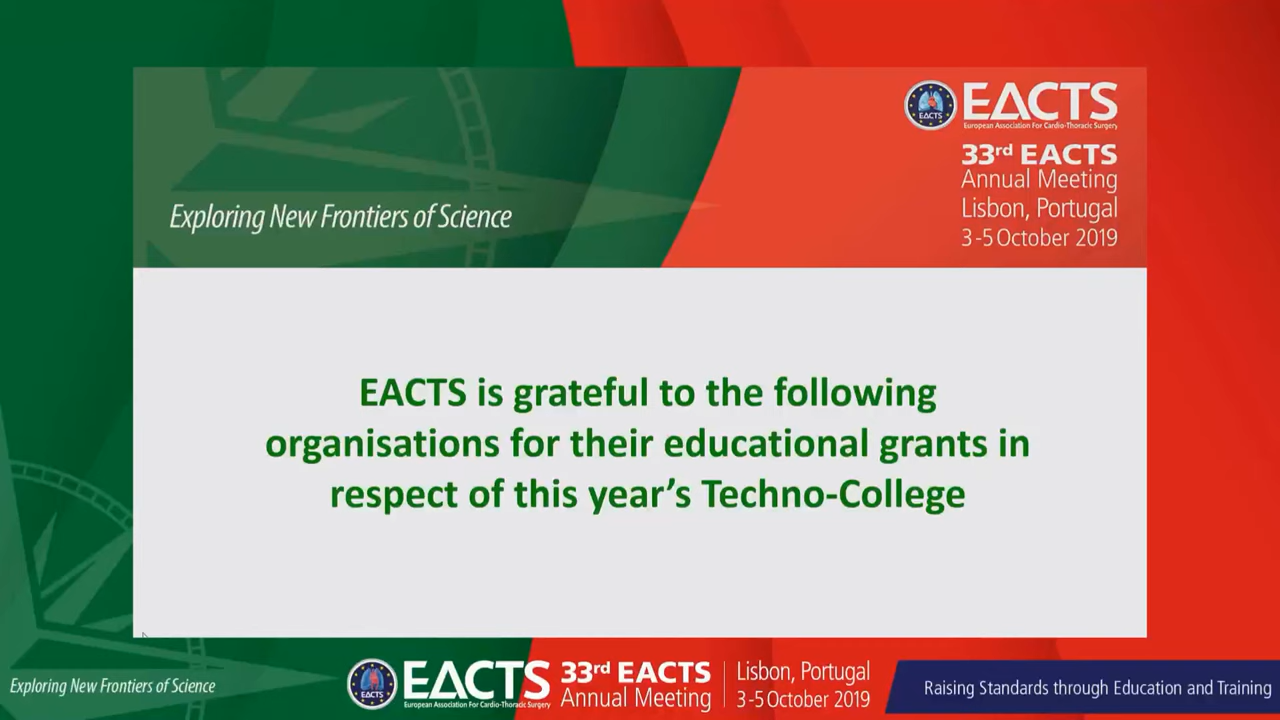 EACTS
EACTS
European Association For Cardio-Thoracic Surgery
33rd EACTS
Annual Meeting
Lisbon, Portugal
3-5 October 2019
Exploring New Frontiers of Science
EACTS is grateful to the following
organisations for their educational grants in
respect of this year's Techno-College
Exploring New Frontiers of Science
EACTS
EACTS
European Association For Cardio-Thoracic Surgery
33rd EACTS
Annual Meeting
Lisbon, Portugal
3-5 October 2019
Raising Standards through Education and Training